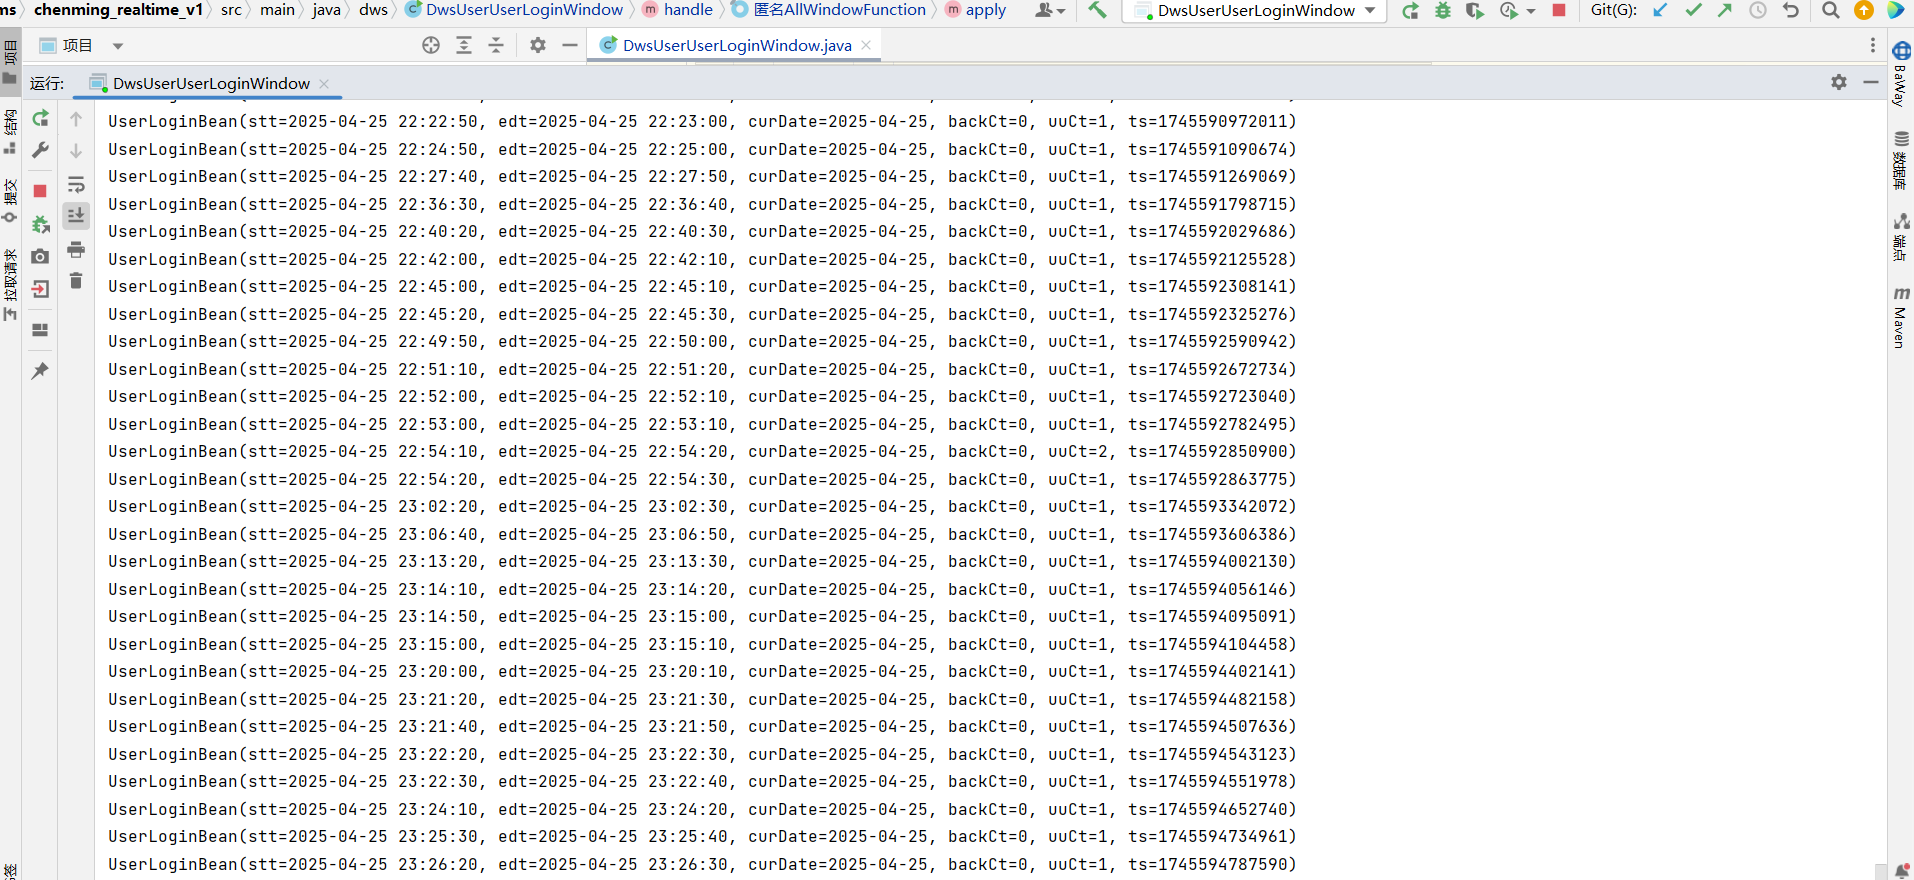 ms chenming_realtime_v1 src main java dws DwsUserUserLoginWindow handle 匿名AllWindowFunction apply DwsUserUserLoginWindow Git(G):
项目 DwsUserUserLoginWindow.java
运行: DwsUserUserLoginWindow
UserLoginBean(stt=2025-04-25 22:22:50, edt=2025-04-25 22:23:00, curDate=2025-04-25, backCt=0, uuCt=1, ts=1745590972011)
UserLoginBean(stt=2025-04-25 22:24:50, edt=2025-04-25 22:25:00, curDate=2025-04-25, backCt=0, uuCt=1, ts=1745591090674)
UserLoginBean(stt=2025-04-25 22:27:40, edt=2025-04-25 22:27:50, curDate=2025-04-25, backCt=0, uuCt=1, ts=1745591269069)
UserLoginBean(stt=2025-04-25 22:36:30, edt=2025-04-25 22:36:40, curDate=2025-04-25, backCt=0, uuCt=1, ts=1745591798715)
UserLoginBean(stt=2025-04-25 22:40:20, edt=2025-04-25 22:40:30, curDate=2025-04-25, backCt=0, uuCt=1, ts=1745592029686)
UserLoginBean(stt=2025-04-25 22:42:00, edt=2025-04-25 22:42:10, curDate=2025-04-25, backCt=0, uuCt=1, ts=1745592125528)
UserLoginBean(stt=2025-04-25 22:45:00, edt=2025-04-25 22:45:10, curDate=2025-04-25, backCt=0, uuCt=1, ts=1745592308141)
UserLoginBean(stt=2025-04-25 22:45:20, edt=2025-04-25 22:45:30, curDate=2025-04-25, backCt=0, uuCt=1, ts=1745592325276)
UserLoginBean(stt=2025-04-25 22:49:50, edt=2025-04-25 22:50:00, curDate=2025-04-25, backCt=0, uuCt=1, ts=1745592590942)
UserLoginBean(stt=2025-04-25 22:51:10, edt=2025-04-25 22:51:20, curDate=2025-04-25, backCt=0, uuCt=1, ts=1745592672734)
UserLoginBean(stt=2025-04-25 22:52:00, edt=2025-04-25 22:52:10, curDate=2025-04-25, backCt=0, uuCt=1, ts=1745592723040)
UserLoginBean(stt=2025-04-25 22:53:00, edt=2025-04-25 22:53:10, curDate=2025-04-25, backCt=0, uuCt=1, ts=1745592782495)
UserLoginBean(stt=2025-04-25 22:54:10, edt=2025-04-25 22:54:20, curDate=2025-04-25, backCt=0, uuCt=2, ts=1745592850900)
UserLoginBean(stt=2025-04-25 22:54:20, edt=2025-04-25 22:54:30, curDate=2025-04-25, backCt=0, uuCt=1, ts=1745592863775)
UserLoginBean(stt=2025-04-25 23:02:20, edt=2025-04-25 23:02:30, curDate=2025-04-25, backCt=0, uuCt=1, ts=1745593342072)
UserLoginBean(stt=2025-04-25 23:06:40, edt=2025-04-25 23:06:50, curDate=2025-04-25, backCt=0, uuCt=1, ts=1745593606386)
UserLoginBean(stt=2025-04-25 23:13:20, edt=2025-04-25 23:13:30, curDate=2025-04-25, backCt=0, uuCt=1, ts=1745594002130)
UserLoginBean(stt=2025-04-25 23:14:10, edt=2025-04-25 23:14:20, curDate=2025-04-25, backCt=0, uuCt=1, ts=1745594056146)
UserLoginBean(stt=2025-04-25 23:14:50, edt=2025-04-25 23:15:00, curDate=2025-04-25, backCt=0, uuCt=1, ts=1745594095091)
UserLoginBean(stt=2025-04-25 23:15:00, edt=2025-04-25 23:15:10, curDate=2025-04-25, backCt=0, uuCt=1, ts=1745594104458)
UserLoginBean(stt=2025-04-25 23:20:00, edt=2025-04-25 23:20:10, curDate=2025-04-25, backCt=0, uuCt=1, ts=1745594402141)
UserLoginBean(stt=2025-04-25 23:21:20, edt=2025-04-25 23:21:30, curDate=2025-04-25, backCt=0, uuCt=1, ts=1745594482158)
UserLoginBean(stt=2025-04-25 23:21:40, edt=2025-04-25 23:21:50, curDate=2025-04-25, backCt=0, uuCt=1, ts=1745594507636)
UserLoginBean(stt=2025-04-25 23:22:20, edt=2025-04-25 23:22:30, curDate=2025-04-25, backCt=0, uuCt=1, ts=1745594543123)
UserLoginBean(stt=2025-04-25 23:22:30, edt=2025-04-25 23:22:40, curDate=2025-04-25, backCt=0, uuCt=1, ts=1745594551978)
UserLoginBean(stt=2025-04-25 23:24:10, edt=2025-04-25 23:24:20, curDate=2025-04-25, backCt=0, uuCt=1, ts=1745594652740)
UserLoginBean(stt=2025-04-25 23:25:30, edt=2025-04-25 23:25:40, curDate=2025-04-25, backCt=0, uuCt=1, ts=1745594734961)
UserLoginBean(stt=2025-04-25 23:26:20, edt=2025-04-25 23:26:30, curDate=2025-04-25, backCt=0, uuCt=1, ts=1745594787590)
项目
结构
提交
拉取请求
BaWay
数据库
端点
Maven